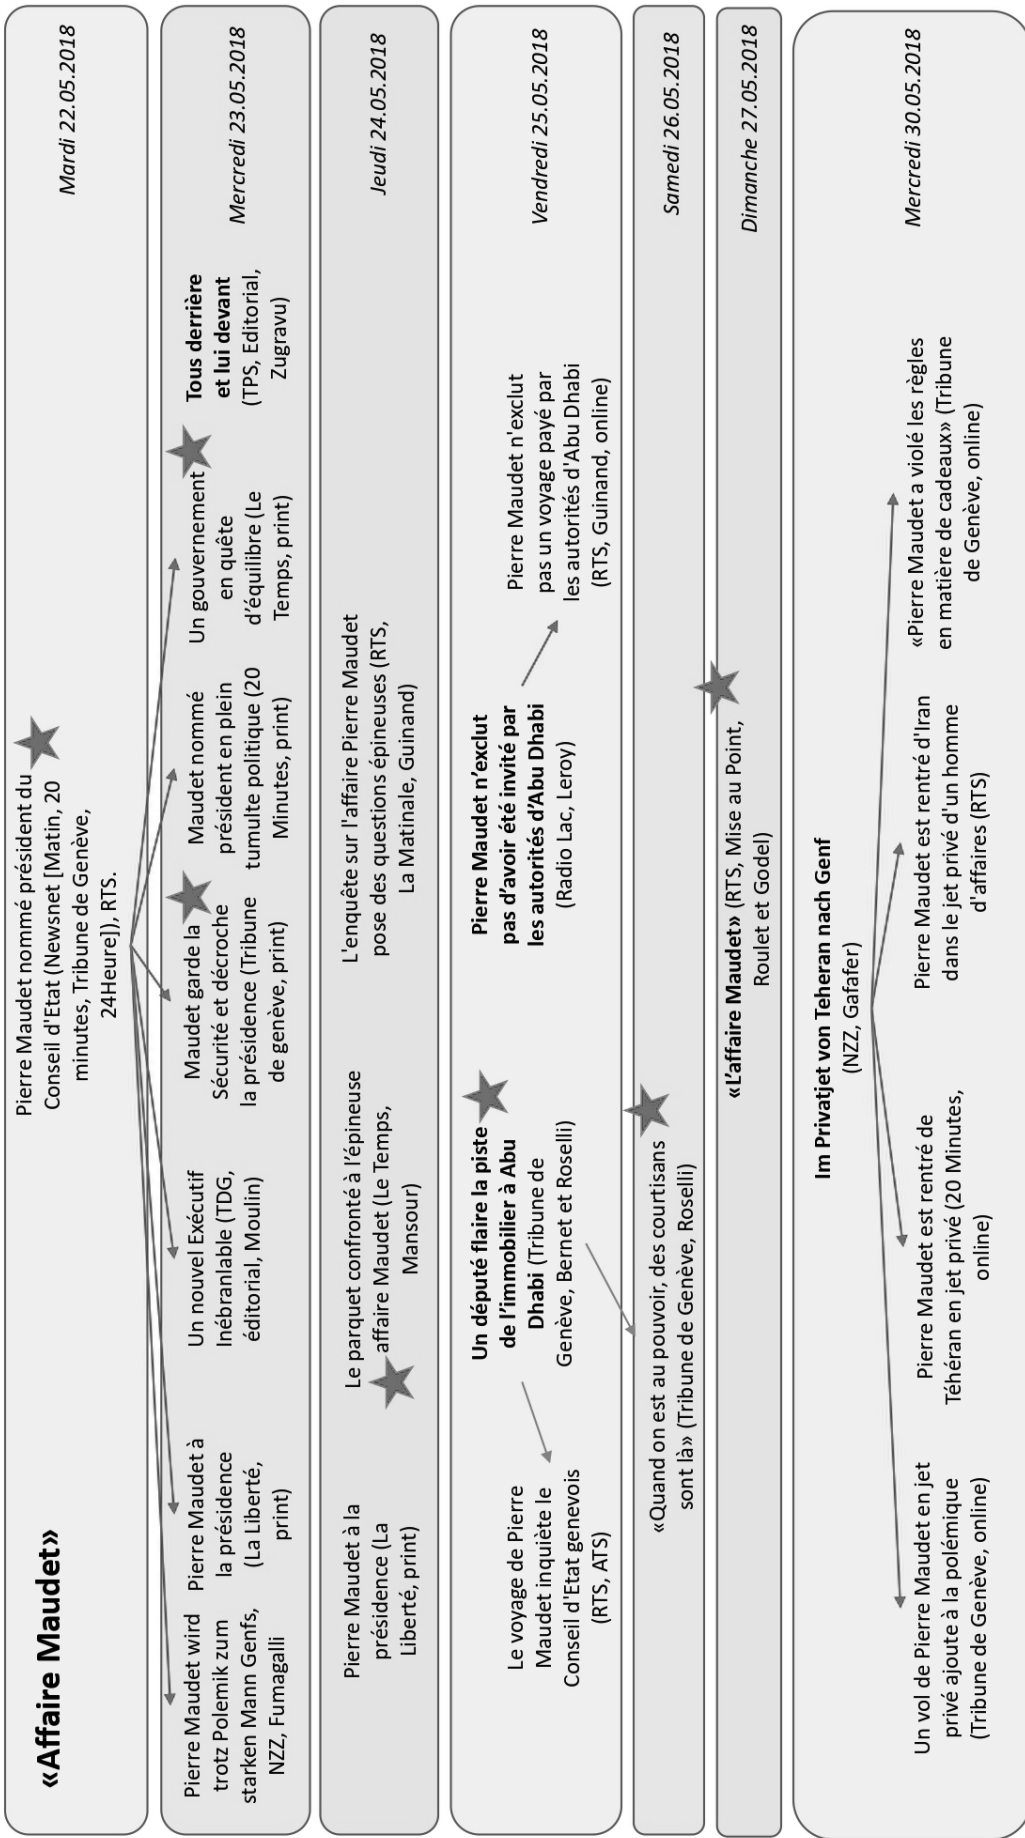 «Affaire Maudet»
Pierre Maudet nommé président du
Conseil d'Etat (Newsnet [Matin, 20
minutes, Tribune de Genève,
24Heure]), RTS.
Mardi 22.05.2018
Pierre Maudet wird
trotz Polemik zum
starken Mann Genfs,
NZZ, Fumagalli
Pierre Maudet à
la présidence
(La Liberté,
print)
Un nouvel Exécutif
Inébranlable (TDG,
éditorial, Moulin)
Maudet garde la
Sécurité et décroche
la présidence (Tribune
de genève, print)
Maudet nommé
président en plein
tumulte politique (20
Minutes, print)
Un gouvernement
en quête
d'équilibre (Le
Temps, print)
Tous derrière
et lui devant
(TPS, Editorial,
Zugravu)
Mercredi 23.05.2018
Pierre Maudet à la
présidence (La
Liberté, print)
Le parquet confronté à l'épineuse
affaire Maudet (Le Temps,
Mansour)
L'enquête sur l'affaire Pierre Maudet
pose des questions épineuses (RTS,
La Matinale, Guinand)
Jeudi 24.05.2018
Le voyage de Pierre
Maudet inquiète le
Conseil d'Etat genevois
(RTS, ATS)
Un député flaire la piste
de l'immobilier à Abu
Dhabi (Tribune de
Genève, Bernet et Roselli)
Pierre Maudet n'exclut
pas d'avoir été invité par
les autorités d'Abu Dhabi
(Radio Lac, Leroy)
Pierre Maudet n'exclut
pas un voyage payé par
les autorités d'Abu Dhabi
(RTS, Guinand, online)
Vendredi 25.05.2018
«Quand on est au pouvoir, des courtisans
sont là» (Tribune de Genève, Roselli)
Samedi 26.05.2018
«L'affaire Maudet» (RTS, Mise au Point,
Roulet et Godel)
Dimanche 27.05.2018
Im Privatjet von Teheran nach Genf
(NZZ, Gafafer)
Un vol de Pierre Maudet en jet
privé ajoute à la polémique
(Tribune de Genève, online)
Pierre Maudet est rentré de
Téhéran en jet privé (20 Minutes,
online)
Pierre Maudet est rentré d'Iran
dans le jet privé d'un homme
d'affaires (RTS)
«Pierre Maudet a violé les règles
en matière de cadeaux» (Tribune
de Genève, online)
Mercredi 30.05.2018